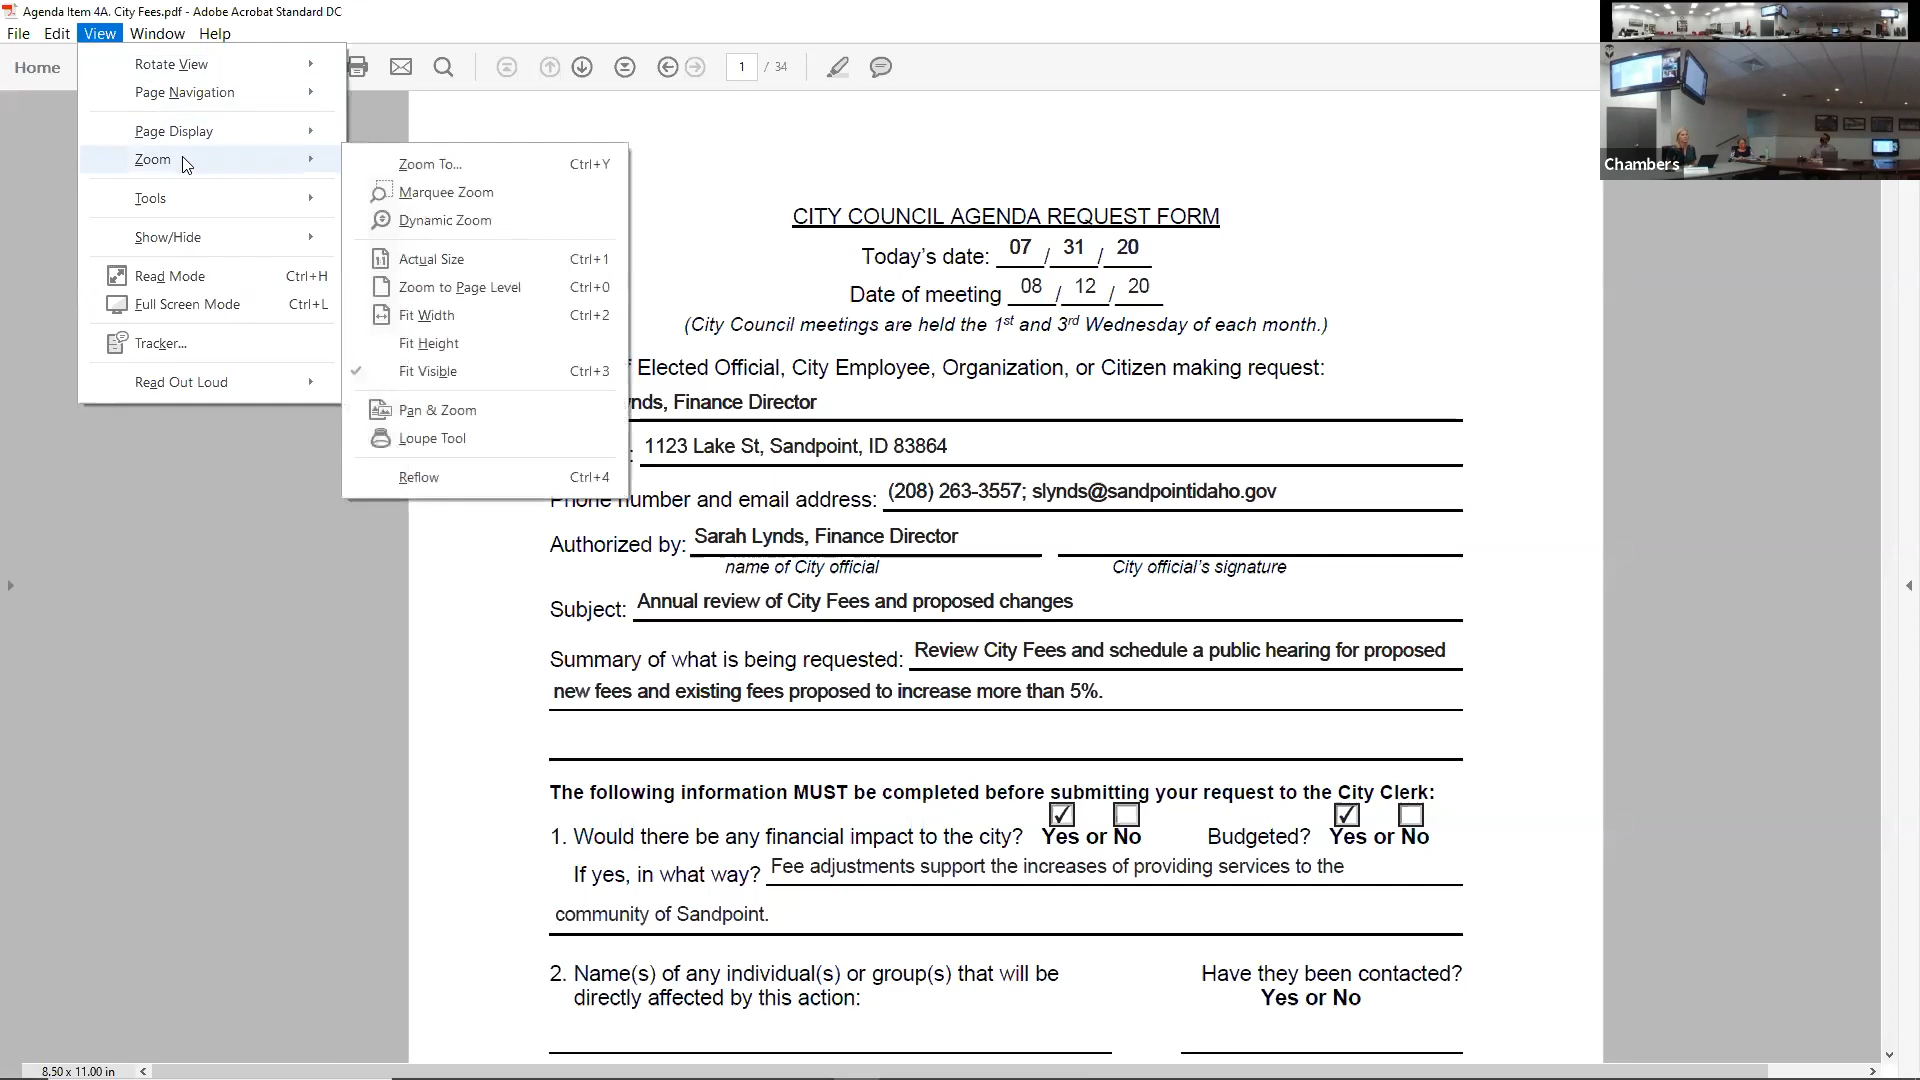 Agenda Item 4A. City Fees.pdf - Adobe Acrobat Standard DC
File Edit View Window Help
Home
1 / 34
Rotate View
Page Navigation
Page Display
Zoom
Tools
Show/Hide
Read Mode Ctrl+H
Full Screen Mode Ctrl+L
Tracker...
Read Out Loud
Zoom To... Ctrl+Y
Marquee Zoom
Dynamic Zoom
Actual Size Ctrl+1
Zoom to Page Level Ctrl+0
Fit Width Ctrl+2
Fit Height
Fit Visible Ctrl+3
Pan & Zoom
Loupe Tool
Reflow Ctrl+4
Chambers
CITY COUNCIL AGENDA REQUEST FORM
Today's date: 07 / 31 / 20
Date of meeting 08 / 12 / 20
(City Council meetings are held the 1st and 3rd Wednesday of each month.)
Elected Official, City Employee, Organization, or Citizen making request:
nds, Finance Director
: 1123 Lake St, Sandpoint, ID 83864
Phone number and email address: (208) 263-3557; slynds@sandpointidaho.gov
Authorized by: Sarah Lynds, Finance Director
name of City official City official's signature
Subject: Annual review of City Fees and proposed changes
Summary of what is being requested: Review City Fees and schedule a public hearing for proposed
new fees and existing fees proposed to increase more than 5%.
The following information MUST be completed before submitting your request to the City Clerk:
1. Would there be any financial impact to the city? Yes or No Budgeted? Yes or No
If yes, in what way? Fee adjustments support the increases of providing services to the
community of Sandpoint.
2. Name(s) of any individual(s) or group(s) that will be Have they been contacted?
directly affected by this action: Yes or No
8.50 x 11.00 in